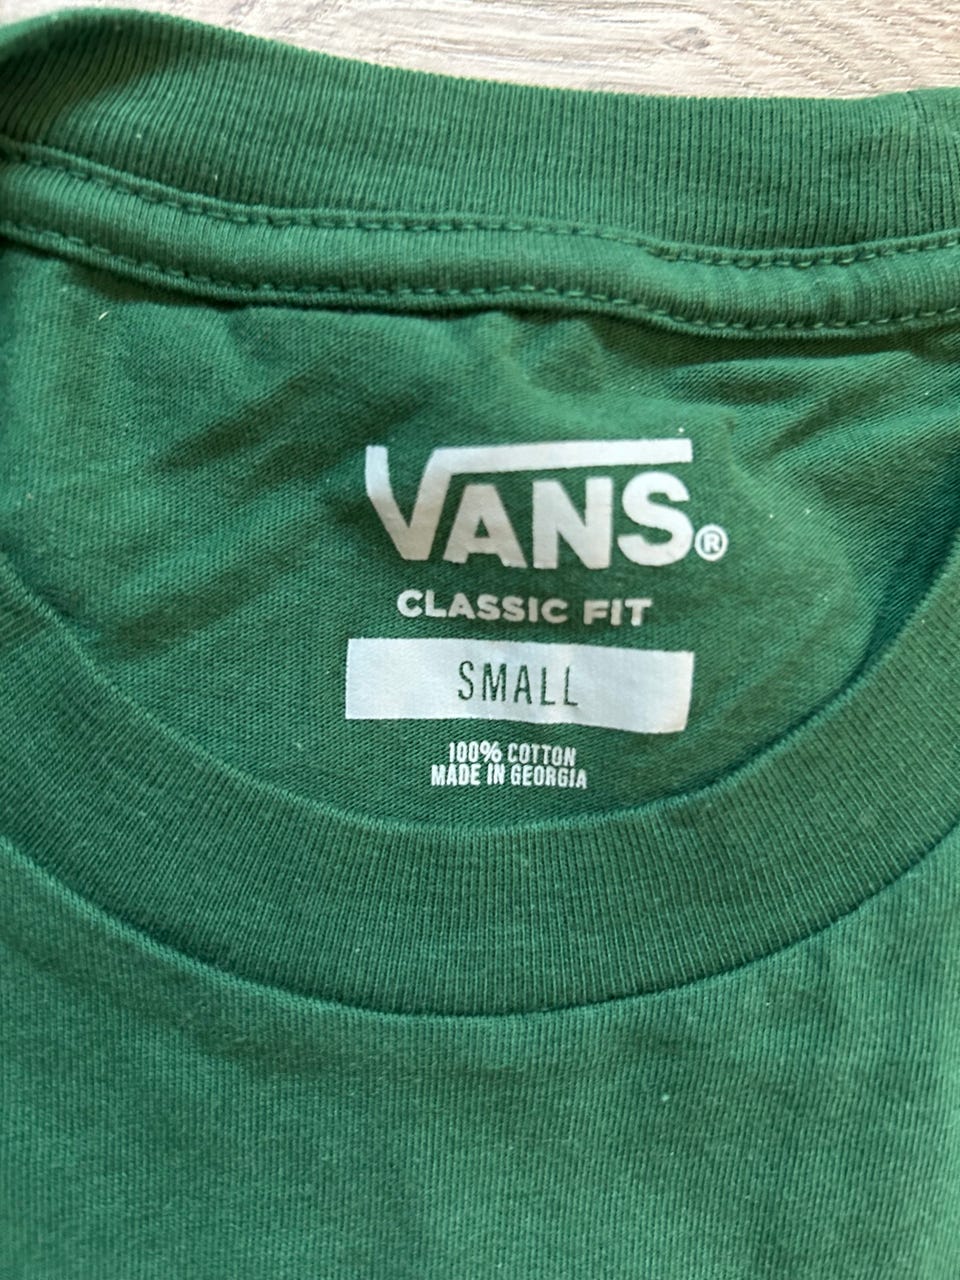 VANS®
CLASSIC FIT
SMALL
100% COTTON
MADE IN GEORGIA